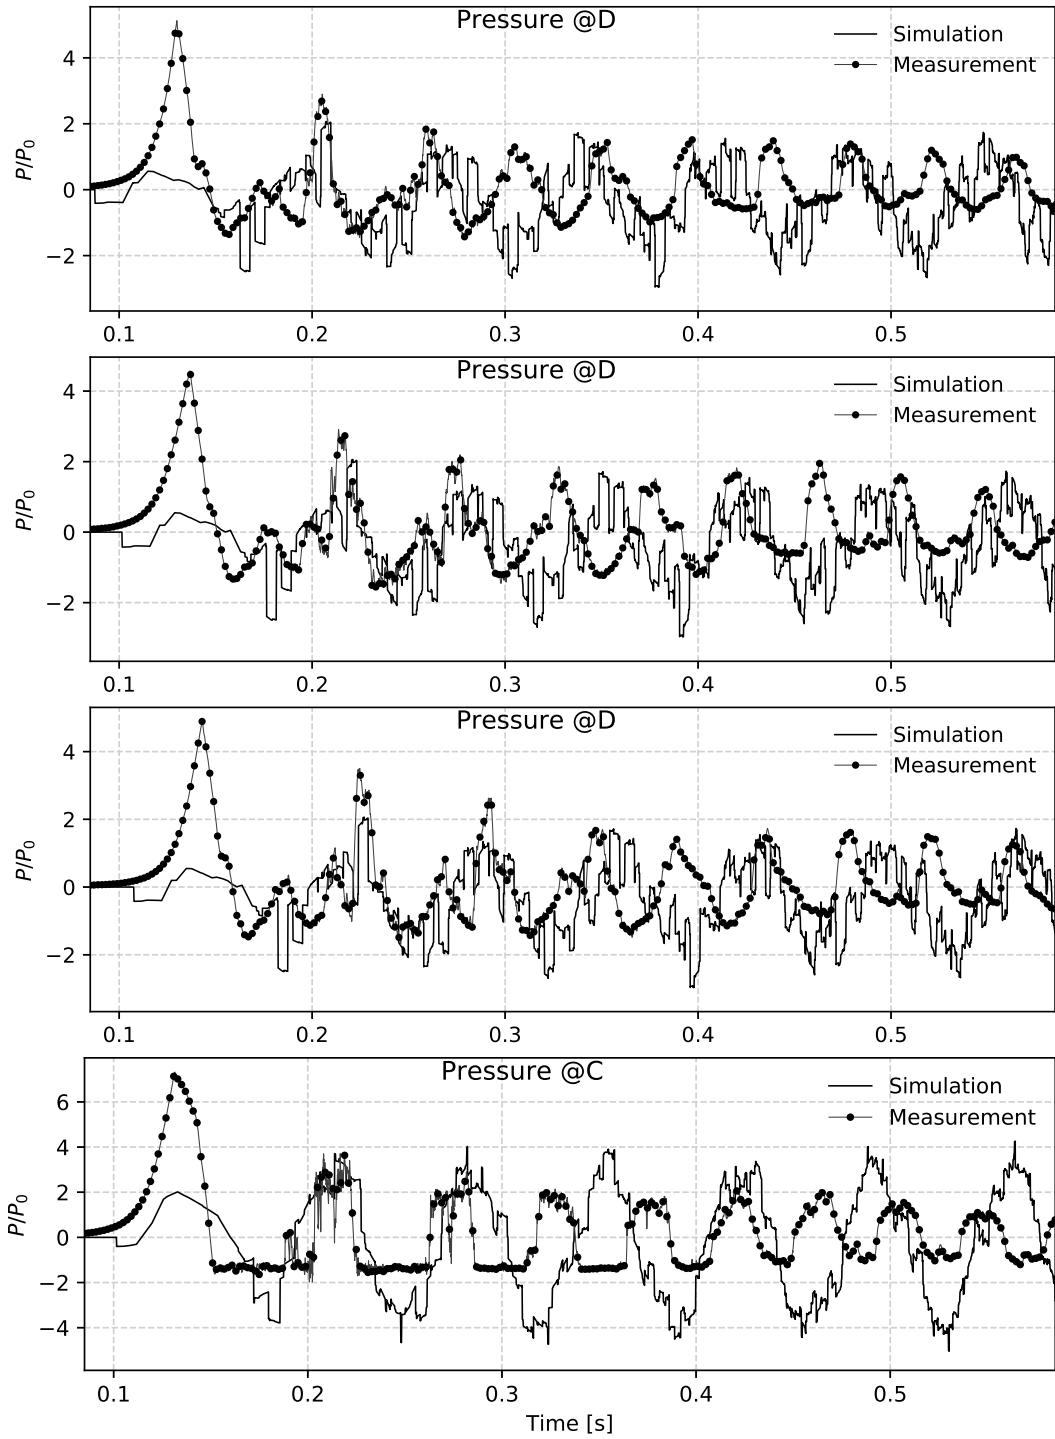 Pressure @D
Simulation
Measurement
P/P0
4
2
0
−2
0.1 0.2 0.3 0.4 0.5
Pressure @D
Simulation
Measurement
P/P0
4
2
0
−2
0.1 0.2 0.3 0.4 0.5
Pressure @D
Simulation
Measurement
P/P0
4
2
0
−2
0.1 0.2 0.3 0.4 0.5
Pressure @C
Simulation
Measurement
P/P0
6
4
2
0
−2
−4
0.1 0.2 0.3 0.4 0.5
Time [s]